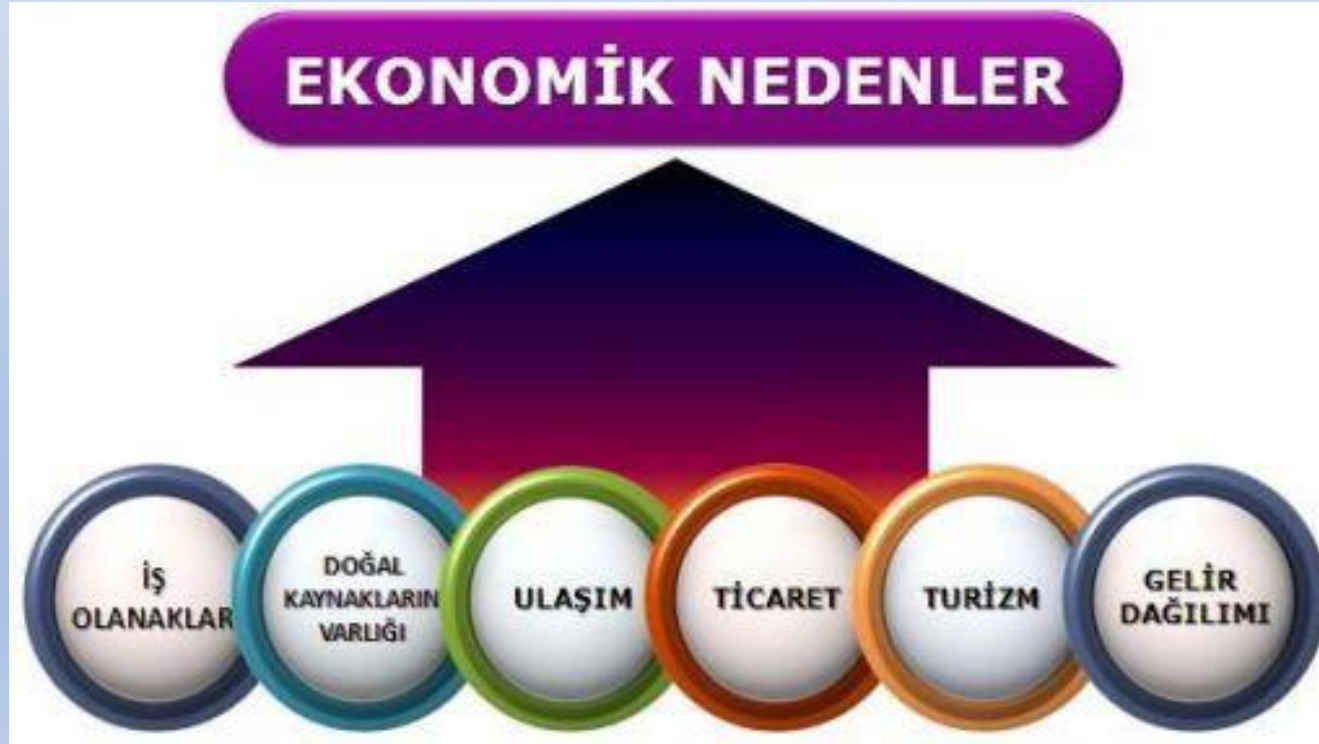 EKONOMİK NEDENLER
İŞ
OLANAKLAR
DOĞAL
KAYNAKLARIN
VARLIĞI
ULAŞIM
TİCARET
TURİZM
GELİR
DAĞILIMI